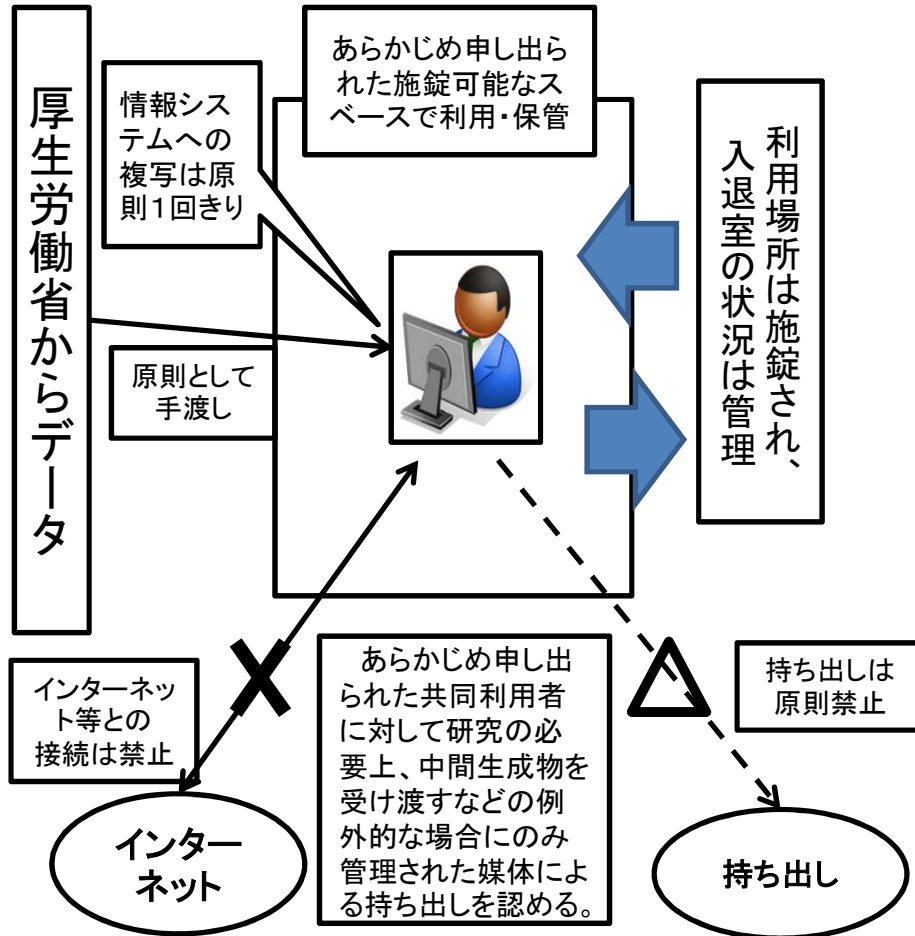 厚生労働省からデータ
情報シス
テムへの
複写は原
則１回きり
あらかじめ申し出ら
れた施錠可能なス
ペースで利用・保管
利用場所は施錠され、
入退室の状況は管理
原則として
手渡し
インターネッ
ト等との
接続は禁止
あらかじめ申し出
られた共同利用者
に対して研究の必
要上、中間生成物を
受け渡すなどの例
外的な場合にのみ
管理された媒体によ
る持ち出しを認める。
持ち出しは
原則禁止
インター
ネット
持ち出し